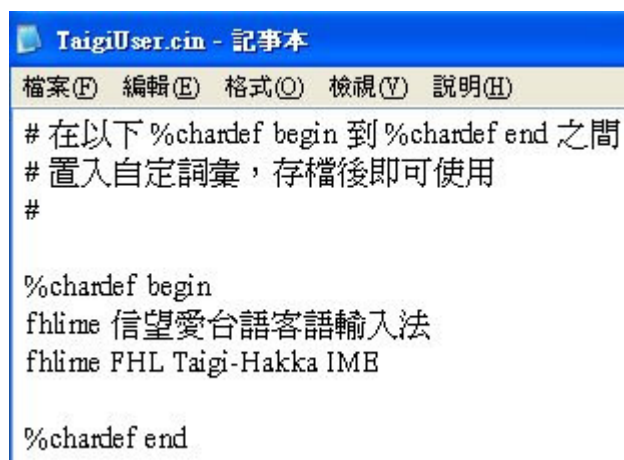 TaigiUser.cin - 記事本
檔案(F) 編輯(E) 格式(O) 檢視(V) 說明(H)
# 在以下 %chardef begin 到 %chardef end 之間
# 置入自定詞彙，存檔後即可使用
#
%chardef begin
fhlime 信望愛台語客語輸入法
fhlime FHL Taigi-Hakka IME
%chardef end